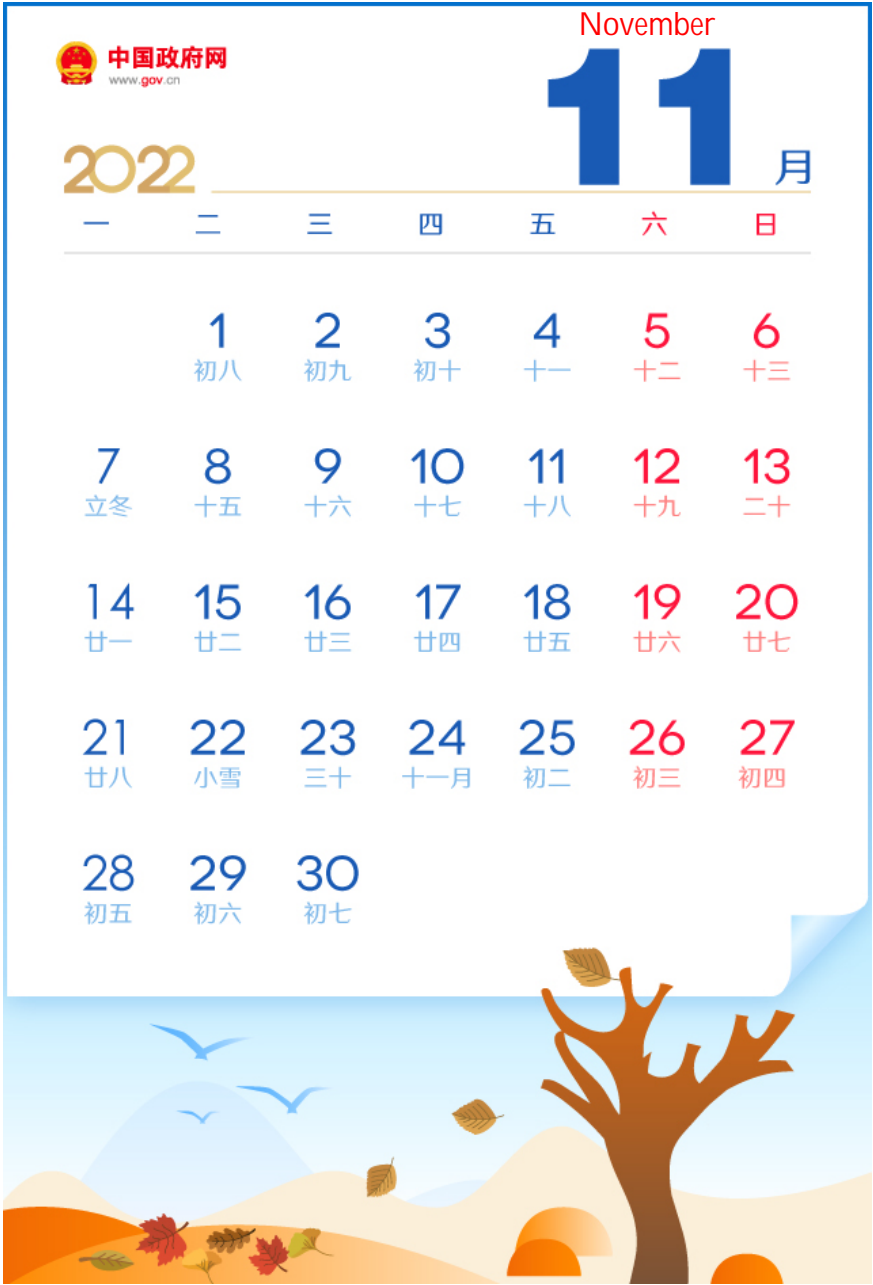 November
中国政府网
www.gov.cn
11月
2022
一 二 三 四 五 六 日
1 2 3 4 5 6
初八 初九 初十 十一 十二 十三
7 8 9 10 11 12 13
立冬 十五 十六 十七 十八 十九 二十
14 15 16 17 18 19 20
廿一 廿二 廿三 廿四 廿五 廿六 廿七
21 22 23 24 25 26 27
廿八 小雪 三十 十一月 初二 初三 初四
28 29 30
初五 初六 初七